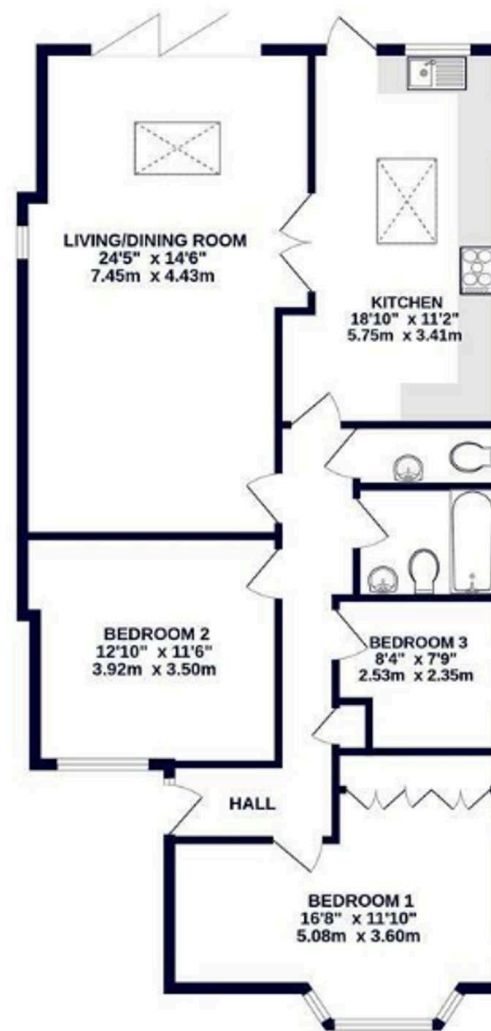 LIVING/DINING ROOM
24'5" x 14'6"
7.45m x 4.43m
KITCHEN
18'10" x 11'2"
5.75m x 3.41m
BEDROOM 2
12'10" x 11'6"
3.92m x 3.50m
BEDROOM 3
8'4" x 7'9"
2.53m x 2.35m
HALL
BEDROOM 1
16'8" x 11'10"
5.08m x 3.60m